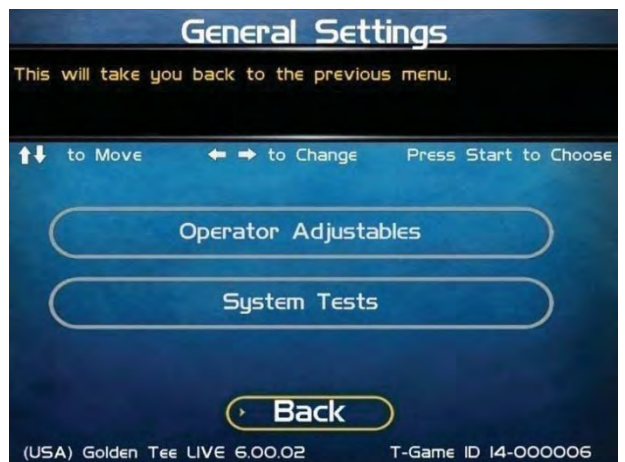 General Settings
This will take you back to the previous menu.
to Move to Change Press Start to Choose
Operator Adjustables
System Tests
Back
(USA) Golden Tee LIVE 6.00.02 T-Game ID 14-000006